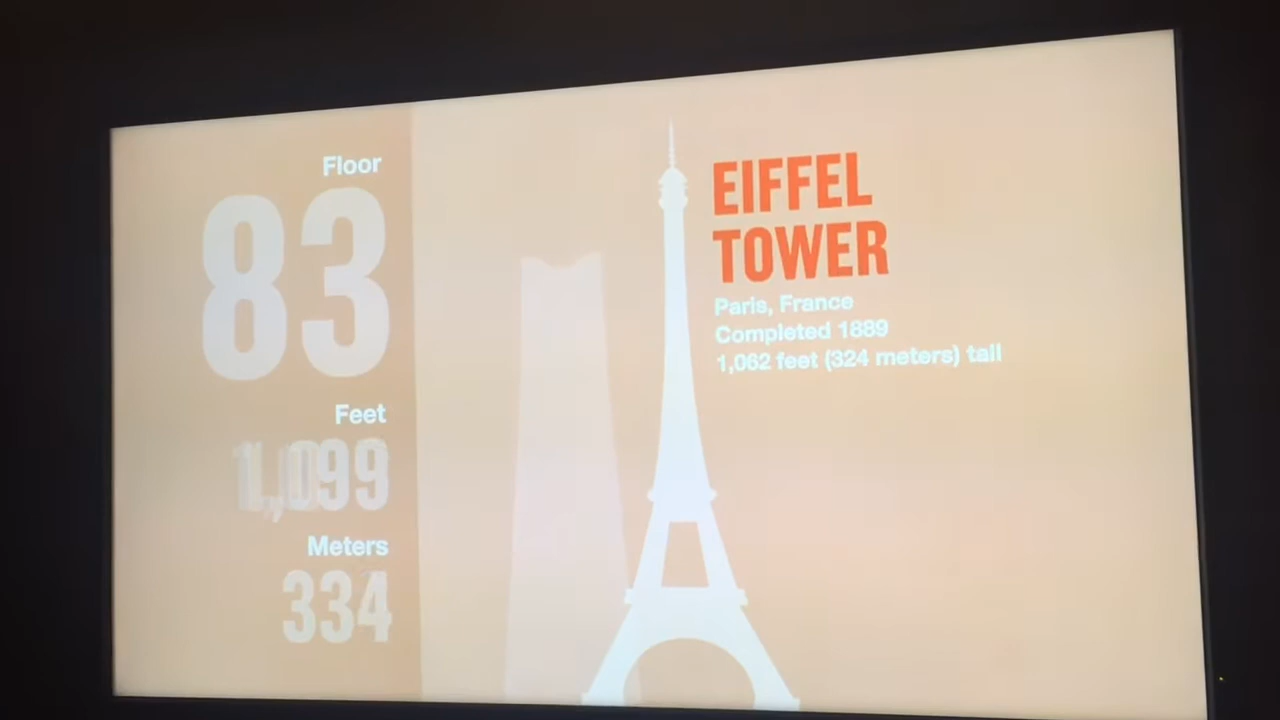 Floor
83
Feet
1,099
Meters
334
EIFFEL
TOWER
Paris, France
Completed 1889
1,062 feet (324 meters) tall